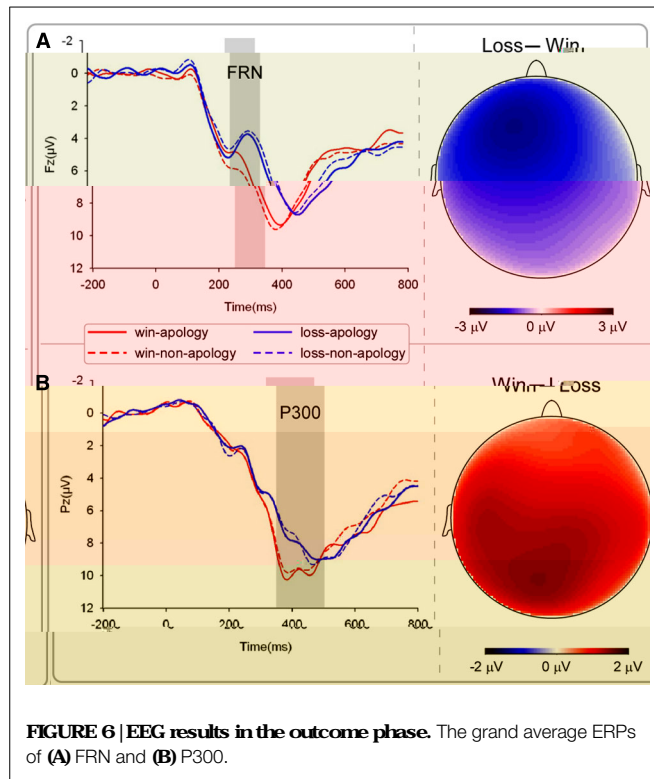 A
Loss—Win
-2
FRN
0
2
4
6
8
10
12
Fz(μV)
-200 0 200 400 600 800
Time(ms)
-3 μV 0 μV 3 μV
win-apology loss-apology
win-non-apology loss-non-apology
B
Win—Loss
-2
P300
0
2
4
6
8
10
12
Pz(μV)
-200 0 200 400 600 800
Time(ms)
-2 μV 0 μV 2 μV
FIGURE 6 | EEG results in the outcome phase. The grand average ERPs
of (A) FRN and (B) P300.